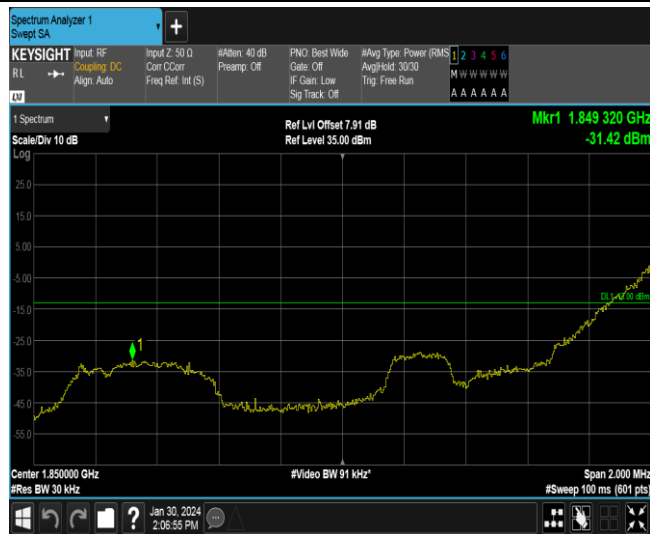 Spectrum Analyzer 1
Swept SA
+
KEYSIGHT
RL
Input: RF
Coupling: DC
Align: Auto
Input Z: 50 Ω
Corr CCorr
Freq Ref: Int (S)
#Atten: 40 dB
Preamp: Off
PNO: Best Wide
Gate: Off
IF Gain: Low
Sig Track: Off
#Avg Type: Power (RMS
Avg|Hold: 30/30
Trig: Free Run
1 2 3 4 5 6
M W W W W W
A A A A A A
LXI
1 Spectrum
Scale/Div 10 dB
Log
Ref Lvl Offset 7.91 dB
Ref Level 35.00 dBm
Mkr1 1.849 320 GHz
-31.42 dBm
25.0
15.0
5.00
-5.00
DL1 -13.00 dBm
-15.0
-25.0
1
-35.0
-45.0
-55.0
Center 1.850000 GHz
#Video BW 91 kHz*
Span 2.000 MHz
#Res BW 30 kHz
#Sweep 100 ms (601 pts)
?
Jan 30, 2024
2:06:55 PM